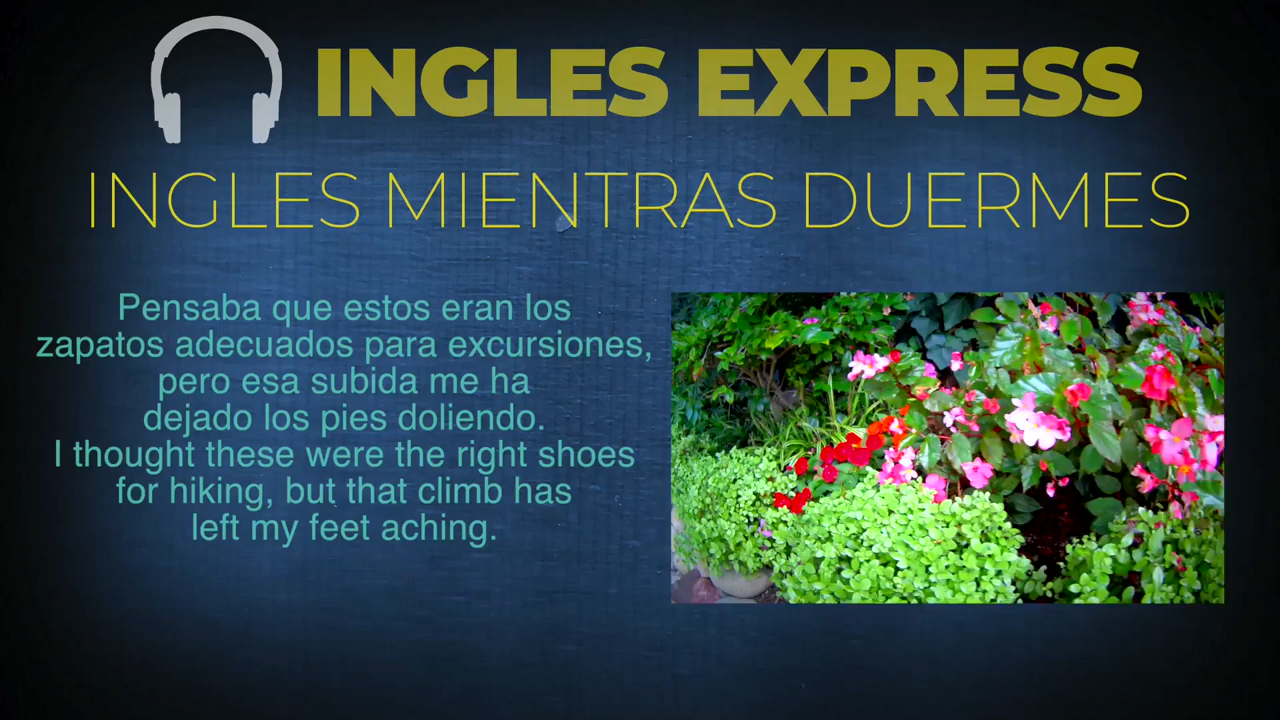 INGLES EXPRESS
INGLES MIENTRAS DUERMES
Pensaba que estos eran los
zapatos adecuados para excursiones,
pero esa subida me ha
dejado los pies doliendo.
I thought these were the right shoes
for hiking, but that climb has
left my feet aching.